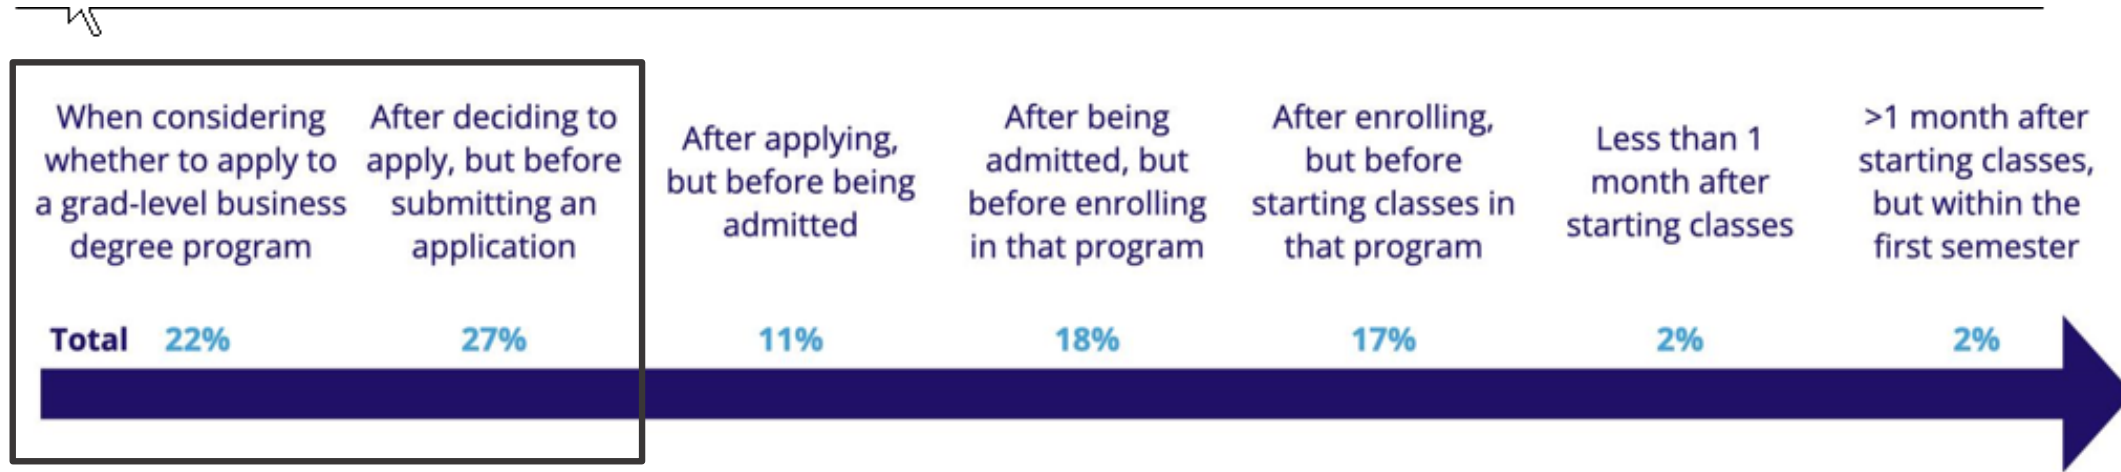 When considering
whether to apply to
a grad-level business
degree program
After deciding to
apply, but before
submitting an
application
After applying,
but before being
admitted
After being
admitted, but
before enrolling
in that program
After enrolling,
but before
starting classes in
that program
Less than 1
month after
starting classes
>1 month after
starting classes,
but within the
first semester
Total 22% 27% 11% 18% 17% 2% 2%